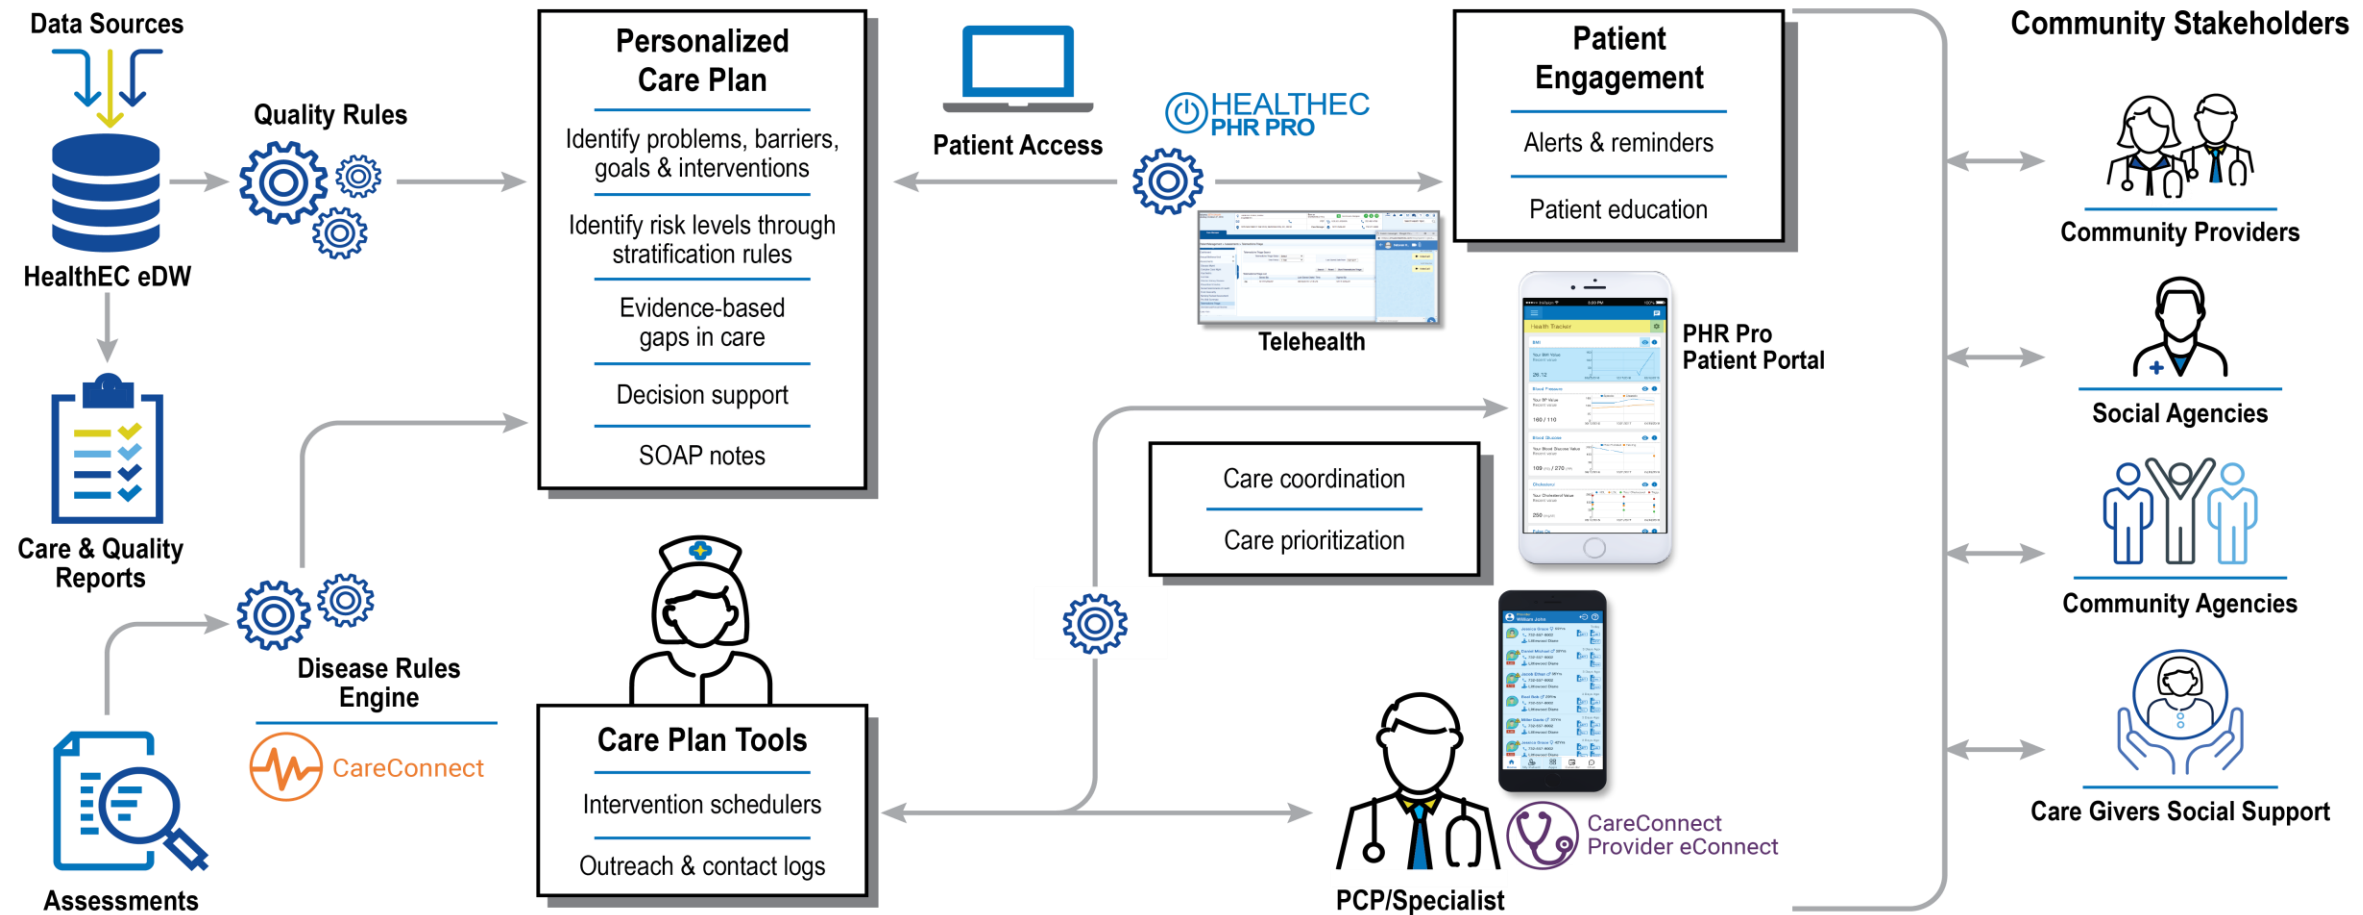 Data Sources
Quality Rules
HealthEC eDW
Care & Quality
Reports
Disease Rules
Engine
CareConnect
Assessments
Personalized
Care Plan
Identify problems, barriers,
goals & interventions
Identify risk levels through
stratification rules
Evidence-based
gaps in care
Decision support
SOAP notes
Care Plan Tools
Intervention schedulers
Outreach & contact logs
Patient Access
HEALTHEC
PHR PRO
Telehealth
Patient
Engagement
Alerts & reminders
Patient education
PHR Pro
Patient Portal
Health Tracker
160 / 110
Care coordination
Care prioritization
PCP/Specialist
CareConnect
Provider eConnect
Community Stakeholders
Community Providers
Social Agencies
Community Agencies
Care Givers Social Support